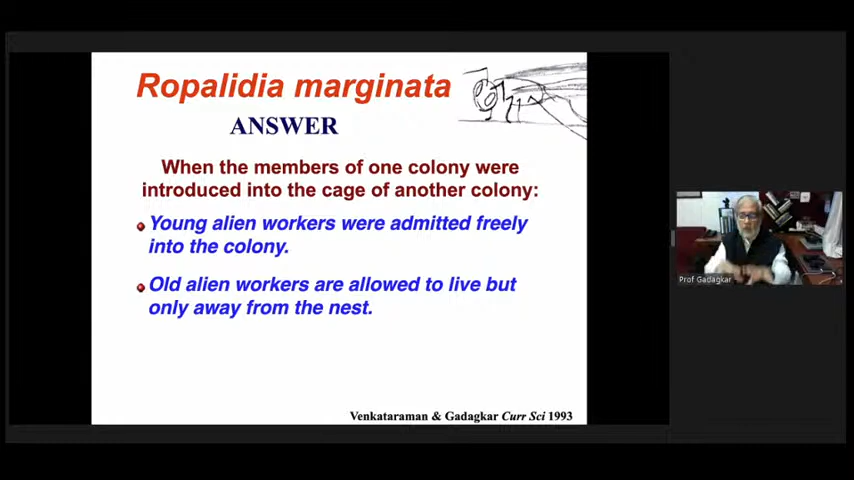 Ropalidia marginata
ANSWER
When the members of one colony were
introduced into the cage of another colony:
Young alien workers were admitted freely
into the colony.
Old alien workers are allowed to live but
only away from the nest.
Venkataraman & Gadagkar Curr Sci 1993
Prof Gadagkar